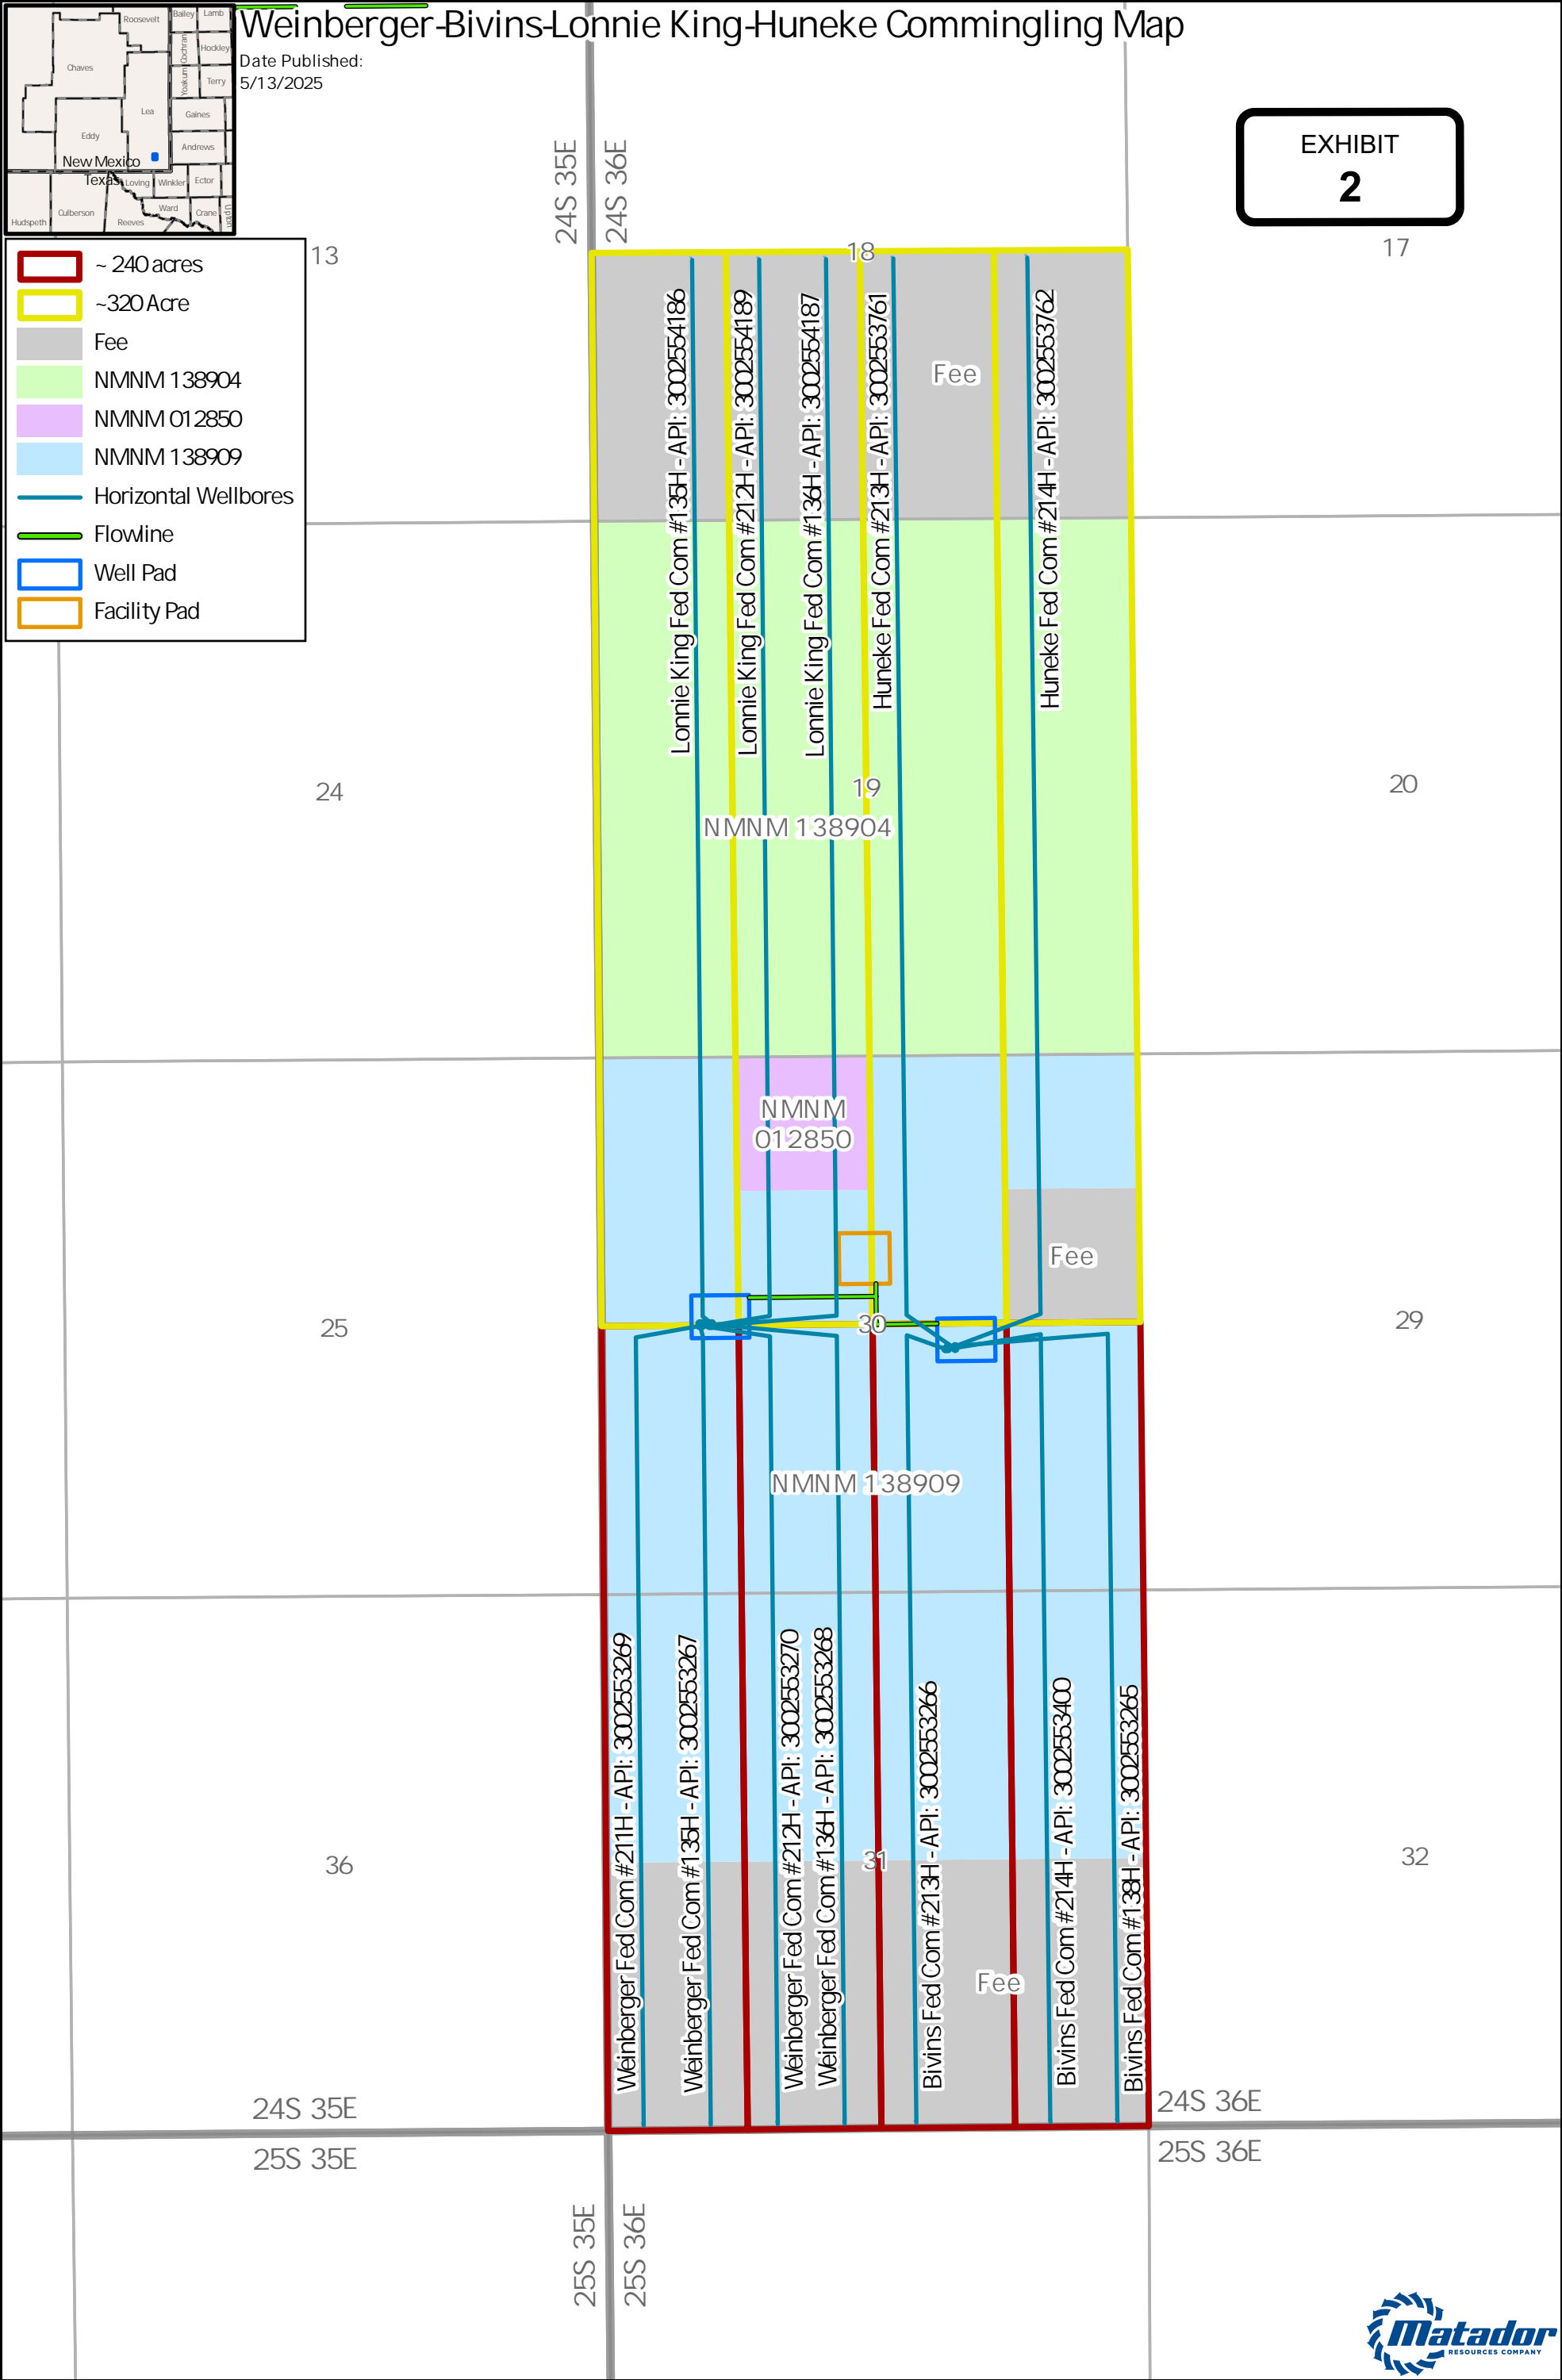 Weinberger-Bivins-Lonnie King-Huneke Commingling Map
Date Published:
5/13/2025
Roosevelt
Bailey
Lamb
Chaves
Cochran
Hockley
Yoakum
Terry
Lea
Gaines
Eddy
Andrews
New Mexico
Texas
Loving
Winkler
Ector
Hudspeth
Culberson
Reeves
Ward
Crane
Upton
EXHIBIT
2
~ 240 acres
~320 Acre
Fee
NMNM 138904
NMNM 012850
NMNM 138909
Horizontal Wellbores
Flowline
Well Pad
Facility Pad
24S 35E
24S 36E
13
18
17
Lonnie King Fed Com #135H - API: 3002554186
Lonnie King Fed Com #212H - API: 3002554189
Lonnie King Fed Com #136H - API: 3002554187
Huneke Fed Com #213H - API: 3002553761
Huneke Fed Com #214H - API: 3002553762
Fee
24
19
20
NMNM 138904
NMNM
012850
Fee
25
30
29
NMNM 138909
Weinberger Fed Com #211H - API: 3002553269
Weinberger Fed Com #135H - API: 3002553267
Weinberger Fed Com #212H - API: 3002553270
Weinberger Fed Com #136H - API: 3002553268
Bivins Fed Com #213H - API: 3002553266
Bivins Fed Com #214H - API: 3002553400
Bivins Fed Com #138H - API: 3002553265
36
31
32
Fee
24S 35E
24S 36E
25S 35E
25S 36E
25S 35E
25S 36E
Matador
RESOURCES COMPANY